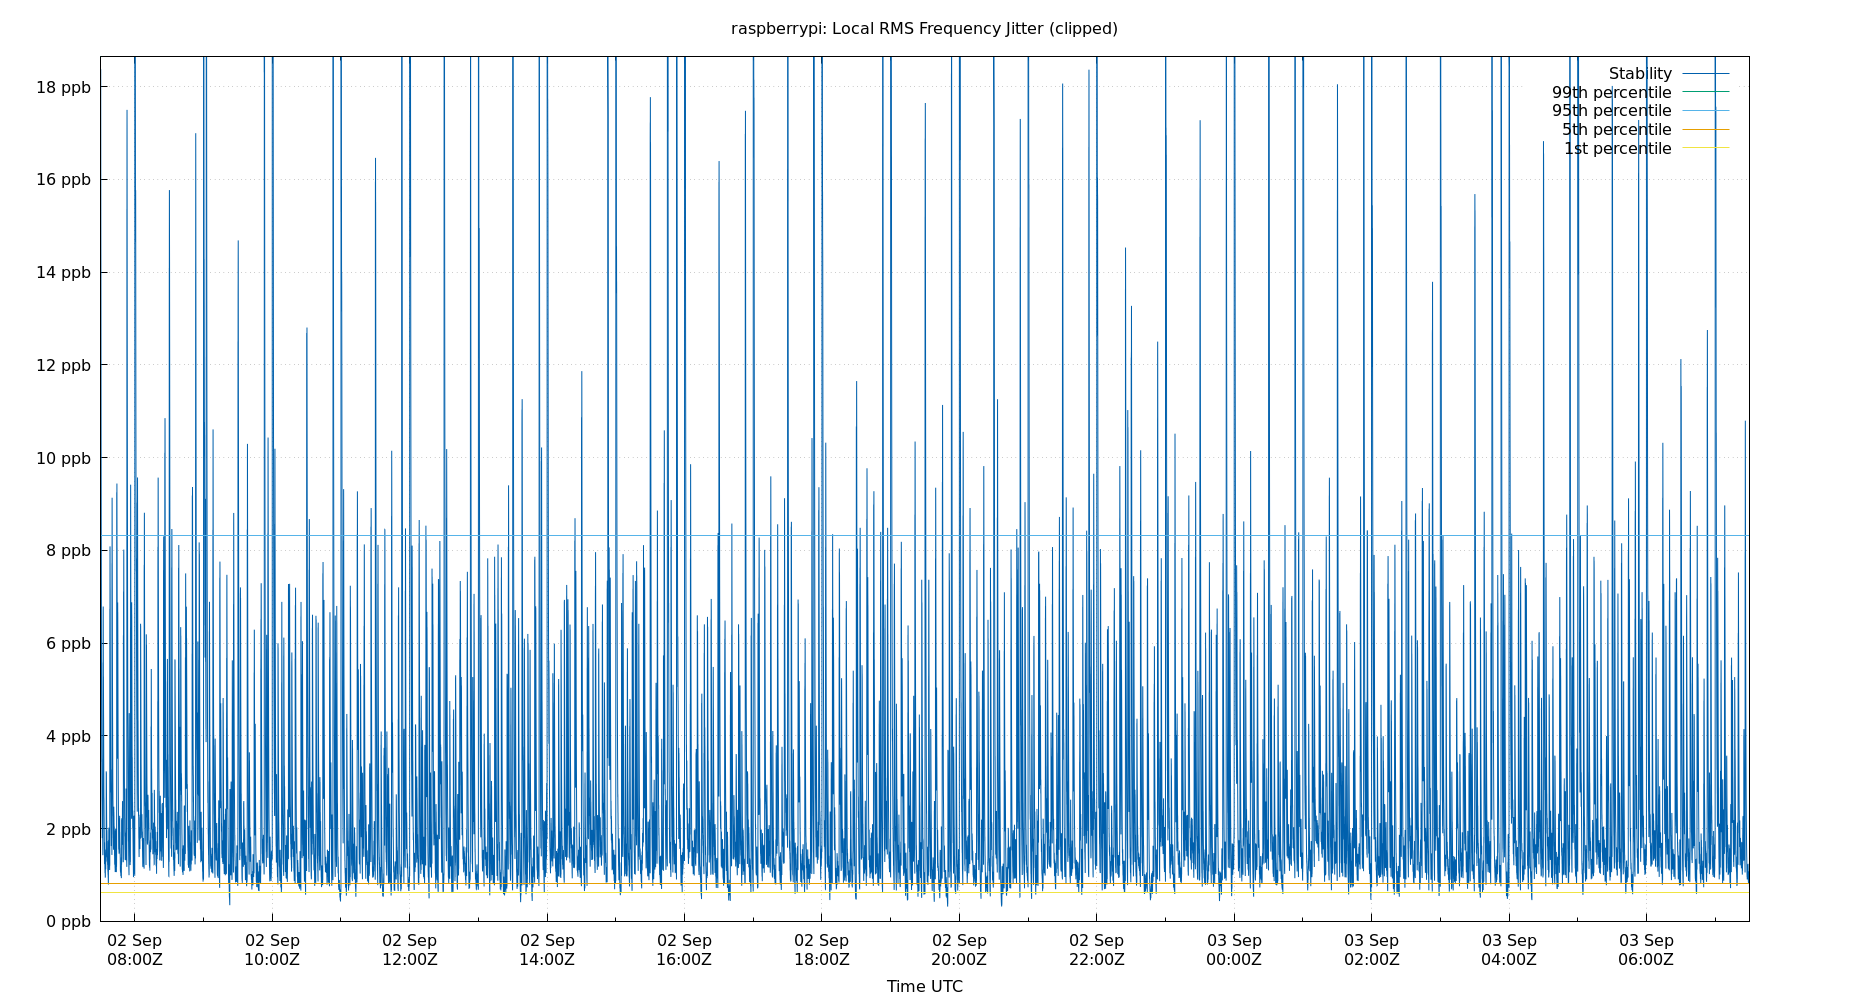 raspberrypi: Local RMS Frequency Jitter (clipped)
18 ppb
16 ppb
14 ppb
12 ppb
10 ppb
8 ppb
6 ppb
4 ppb
2 ppb
0 ppb
Stability
99th percentile
95th percentile
5th percentile
1st percentile
02 Sep 02 Sep 02 Sep 02 Sep 02 Sep 02 Sep 02 Sep 02 Sep 03 Sep 03 Sep 03 Sep 03 Sep
08:00Z 10:00Z 12:00Z 14:00Z 16:00Z 18:00Z 20:00Z 22:00Z 00:00Z 02:00Z 04:00Z 06:00Z
Time UTC